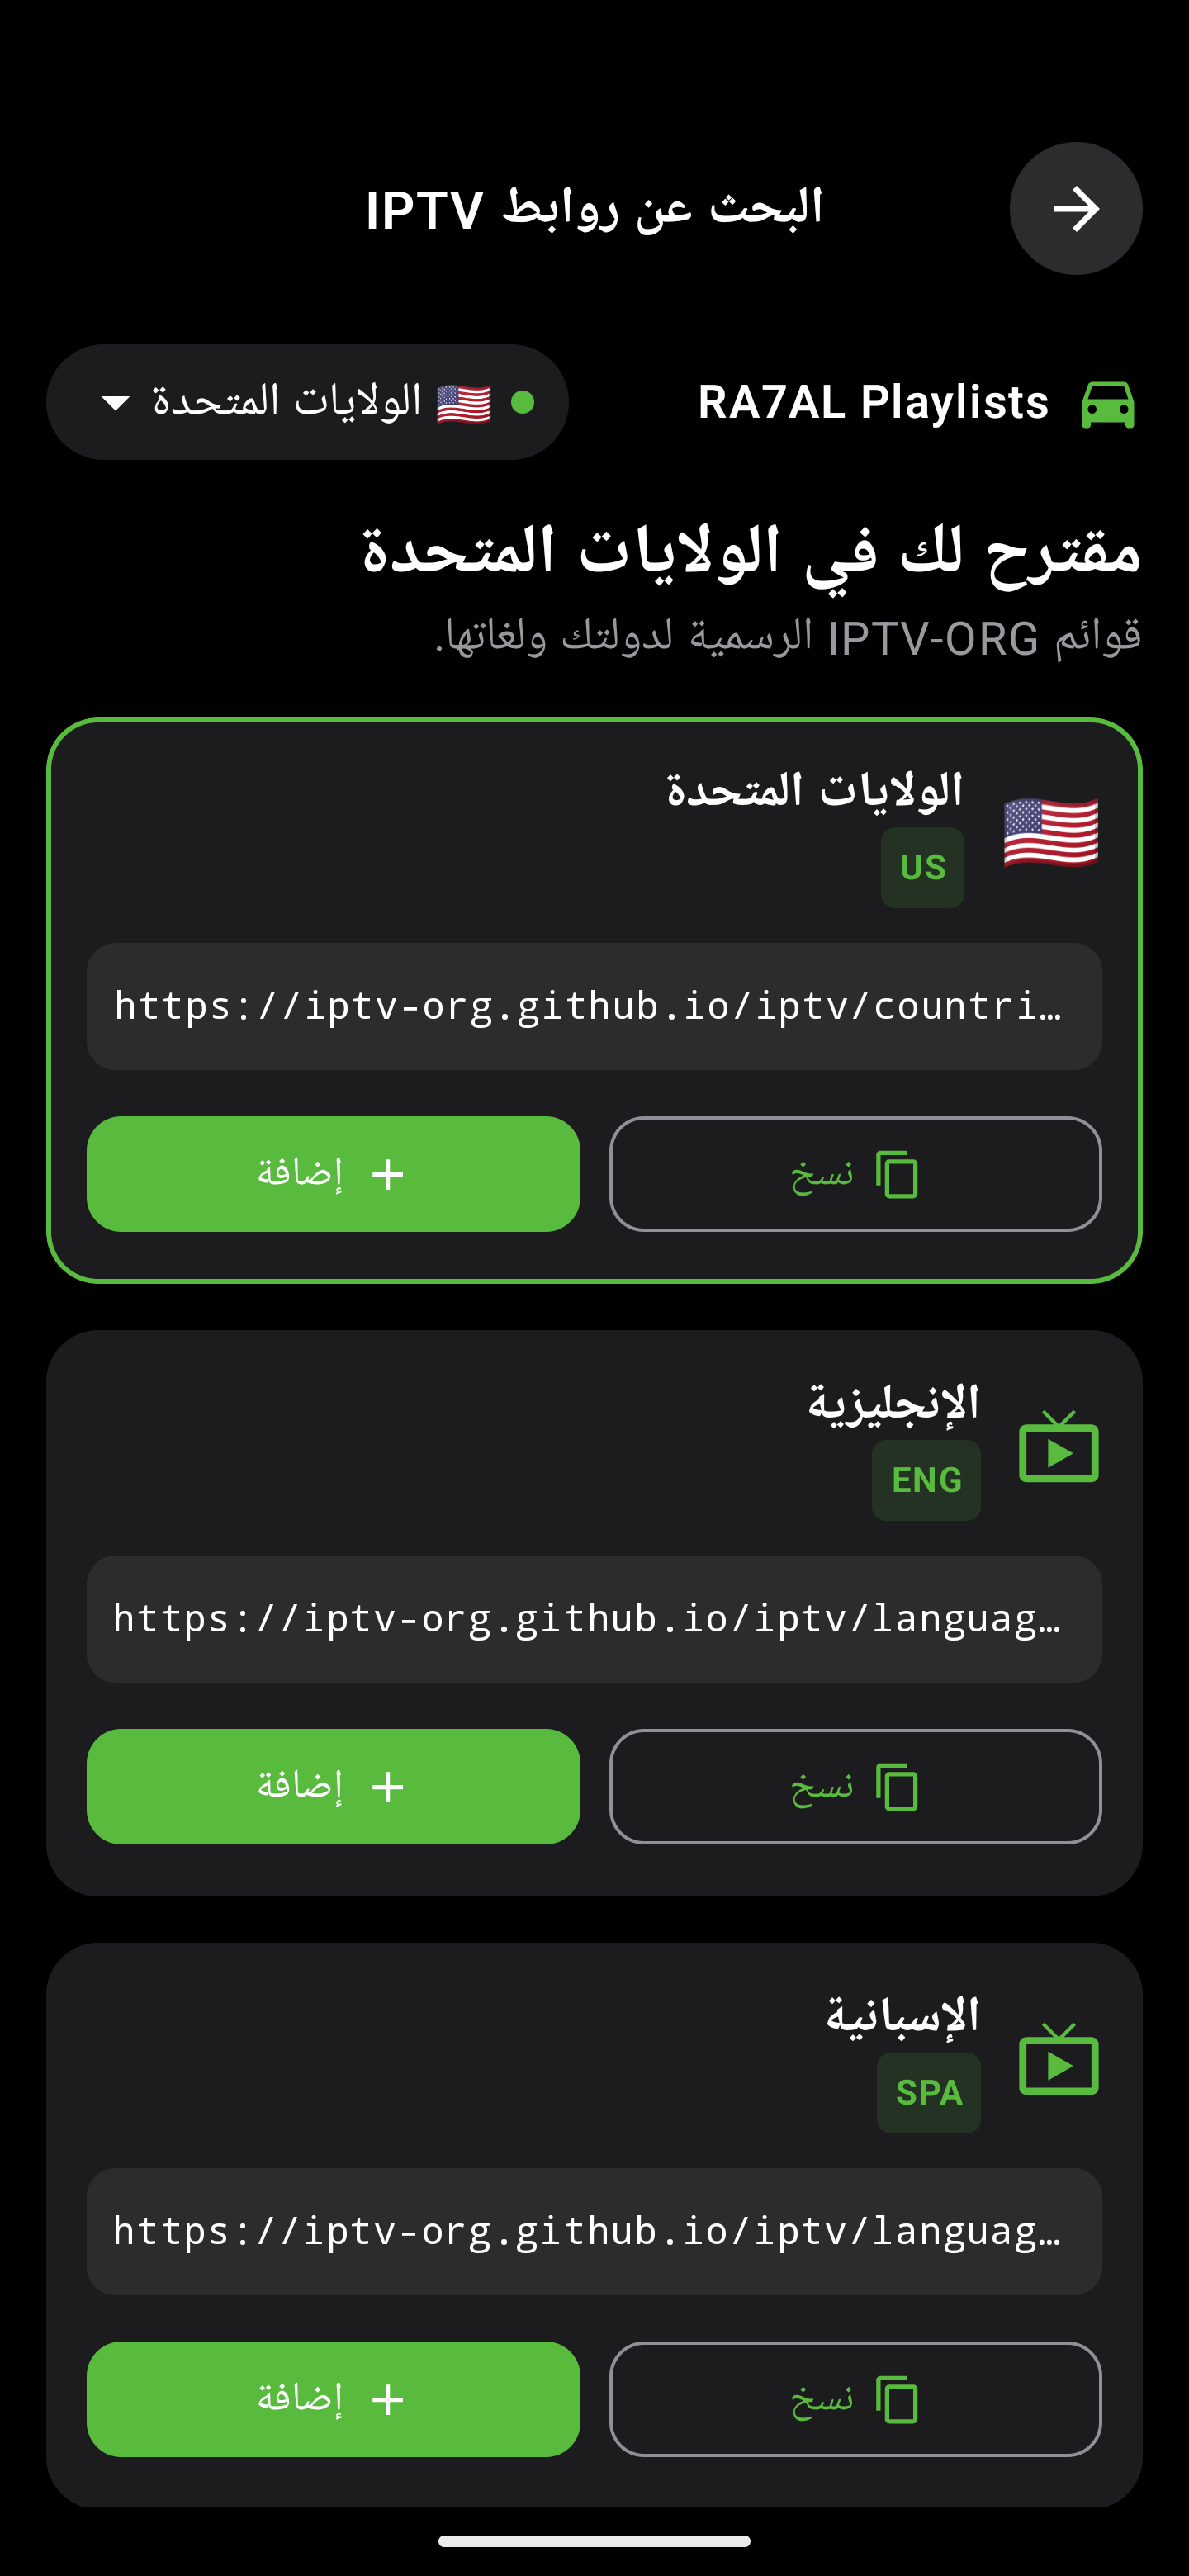 البحث عن روابط IPTV
RA7AL Playlists
🇺🇸 الولايات المتحدة
مقترح لك في الولايات المتحدة
قوائم IPTV-ORG الرسمية لدولتك ولغاتها.
الولايات المتحدة
US
https://iptv-org.github.io/iptv/countri…
نسخ
إضافة
الإنجليزية
ENG
https://iptv-org.github.io/iptv/languag…
نسخ
إضافة
الإسبانية
SPA
https://iptv-org.github.io/iptv/languag…
نسخ
إضافة